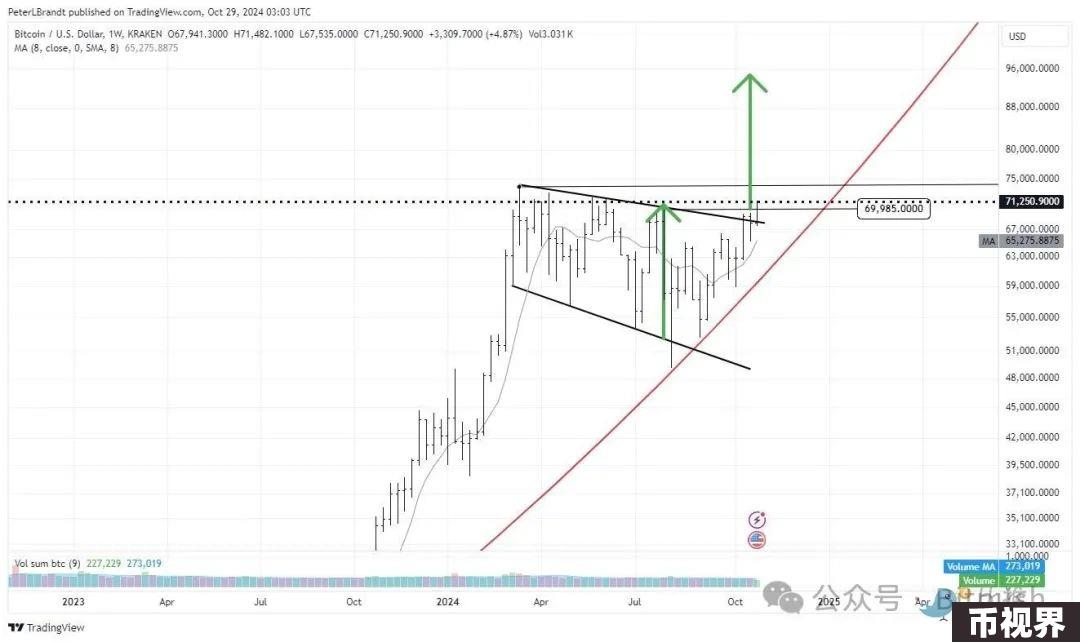 PeterLBrandt published on TradingView.com, Oct 29, 2024 03:03 UTC
Bitcoin / U.S. Dollar, 1W, KRAKEN O67,941.3000 H71,482.1000 L67,535.0000 C71,250.9000 +3,309.7000 (+4.87%) Vol3.031K
MA (8, close, 0, SMA, 8) 65,275.8875
USD
96,000.0000
88,000.0000
80,000.0000
75,000.0000
71,250.9000
69,985.0000
67,000.0000
MA 65,275.8875
63,000.0000
59,000.0000
55,000.0000
51,000.0000
48,000.0000
45,000.0000
42,000.0000
39,500.0000
37,100.0000
35,100.0000
33,100.0000
1,000.000
Vol sum btc (9) 227,229 273,019
Volume MA 273,019
Volume 227,229
2023 Apr Jul Oct 2024 Apr Jul Oct 2025 Apr
公众号
币视界
TradingView